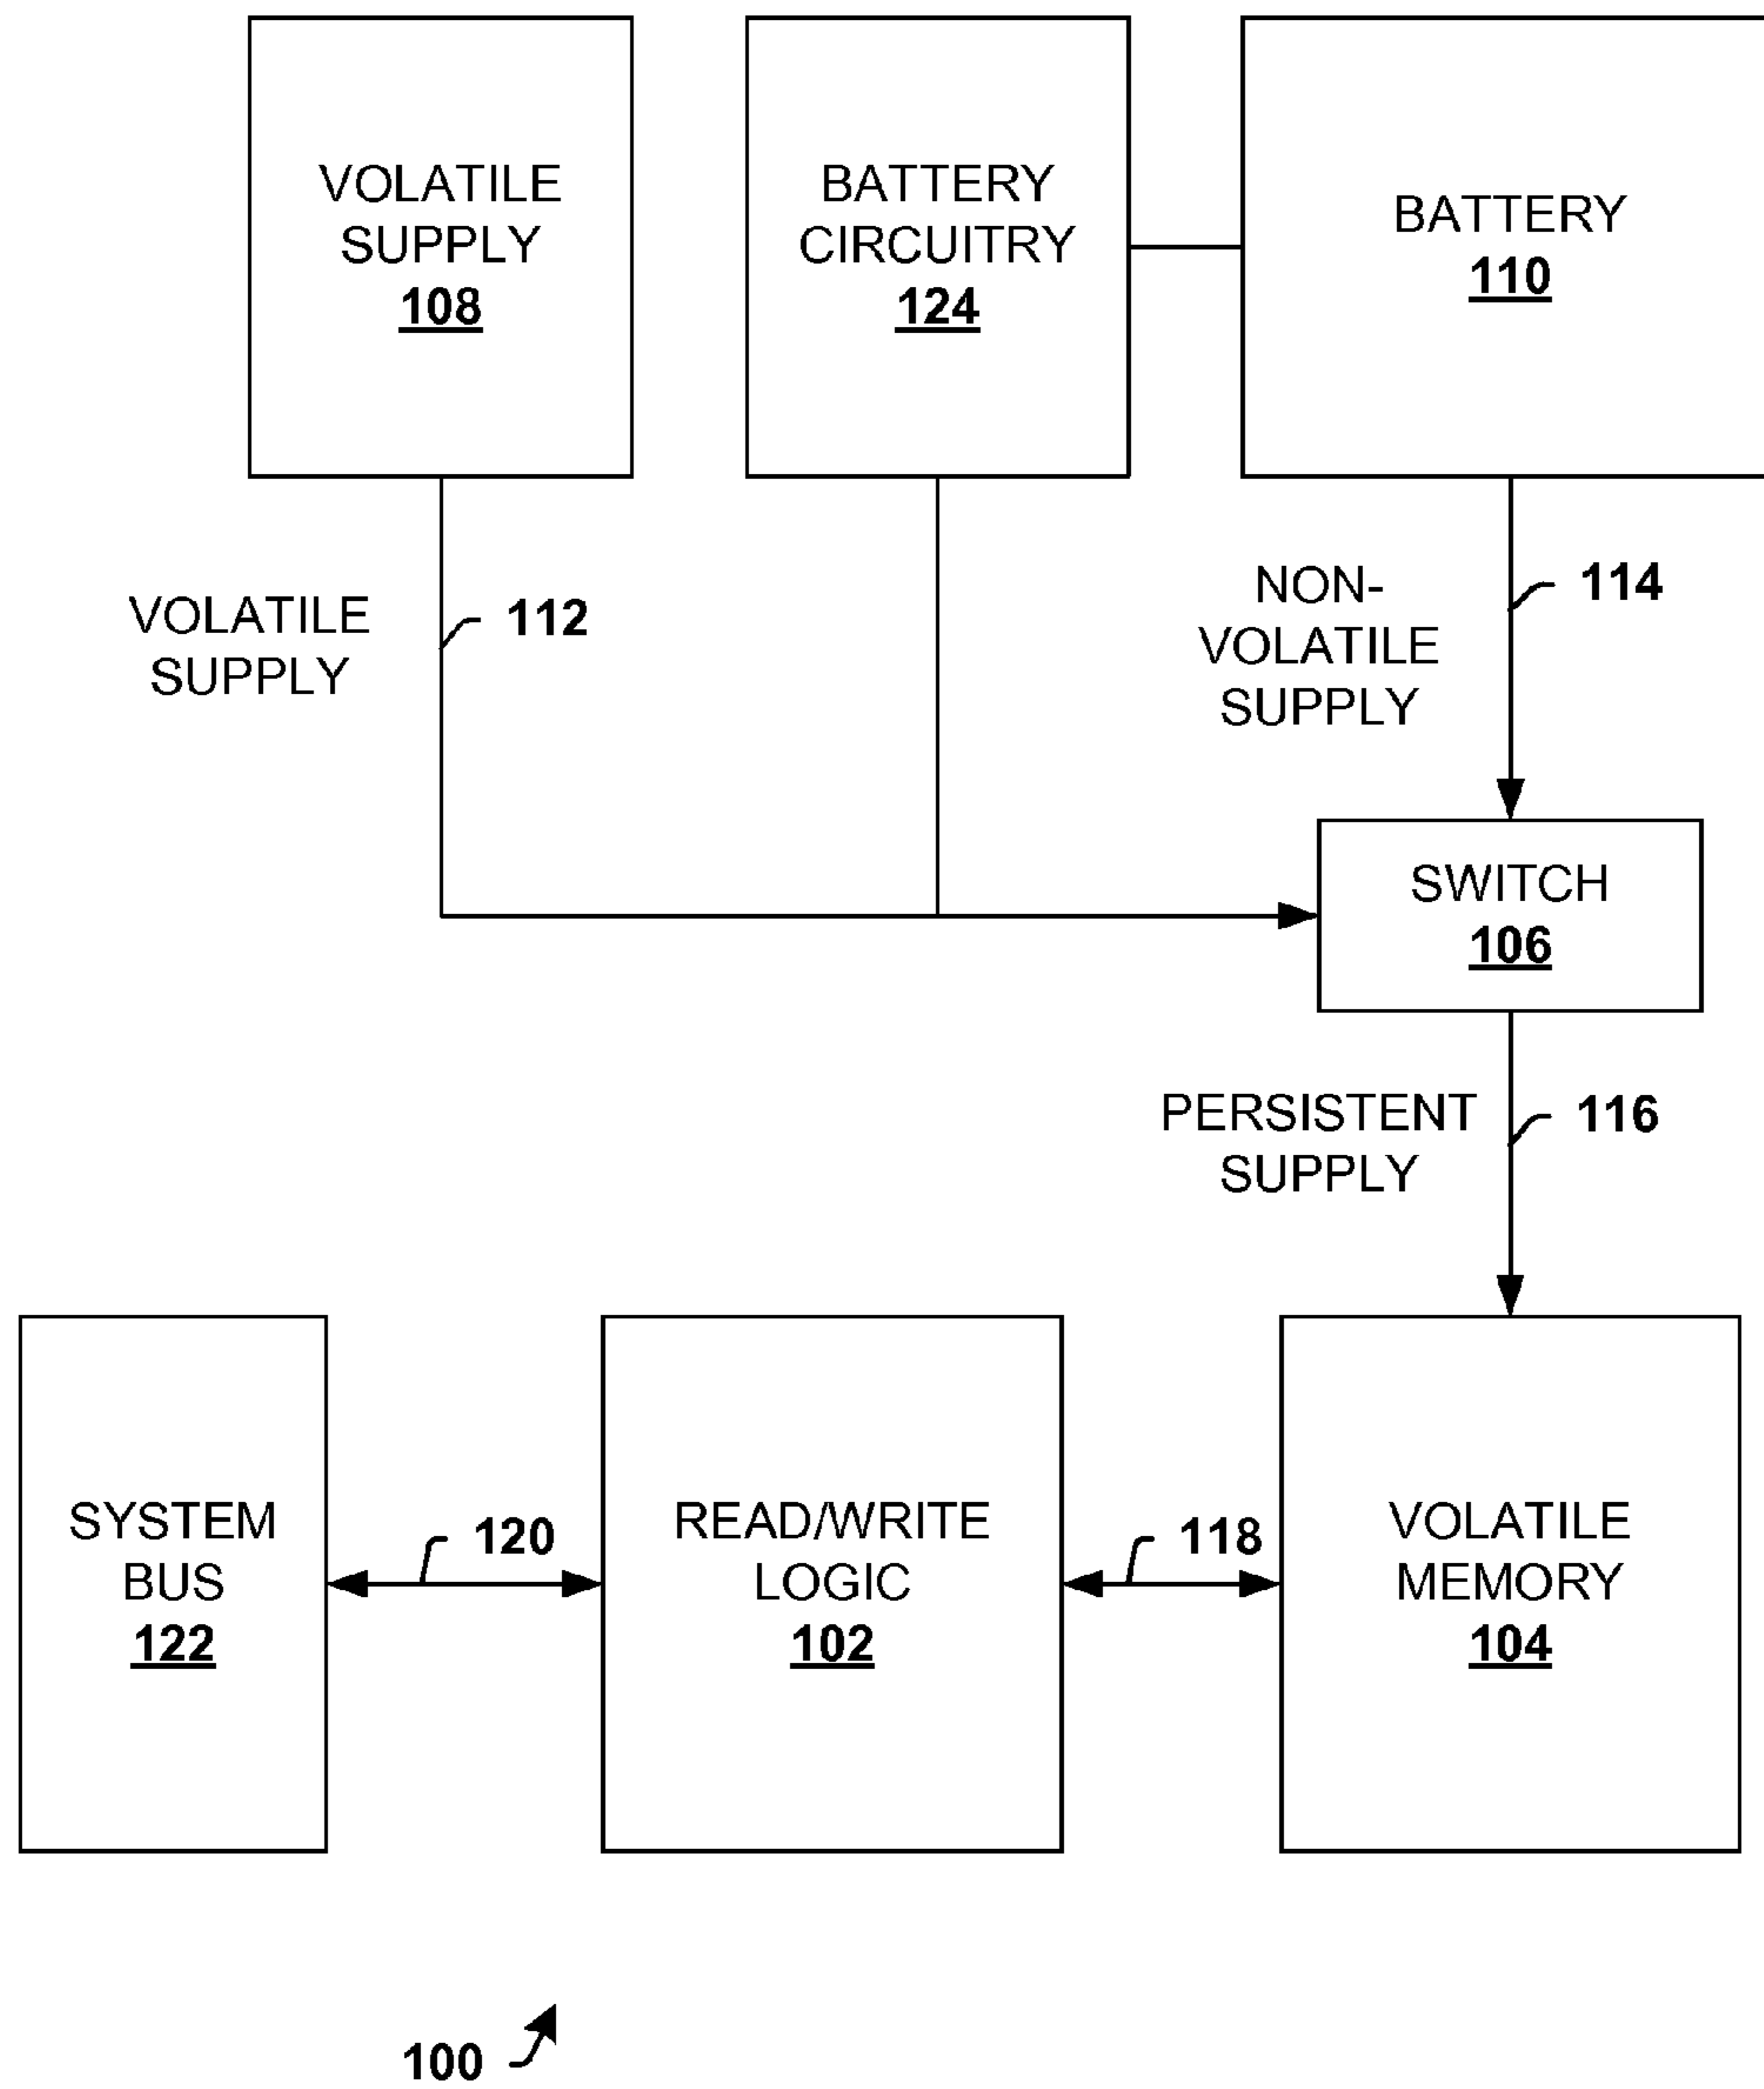 VOLATILE
SUPPLY
108
BATTERY
CIRCUITRY
124
BATTERY
110
VOLATILE
SUPPLY
112
NON-
VOLATILE
SUPPLY
114
SWITCH
106
PERSISTENT
SUPPLY
116
SYSTEM
BUS
122
120
READ/WRITE
LOGIC
102
118
VOLATILE
MEMORY
104
100